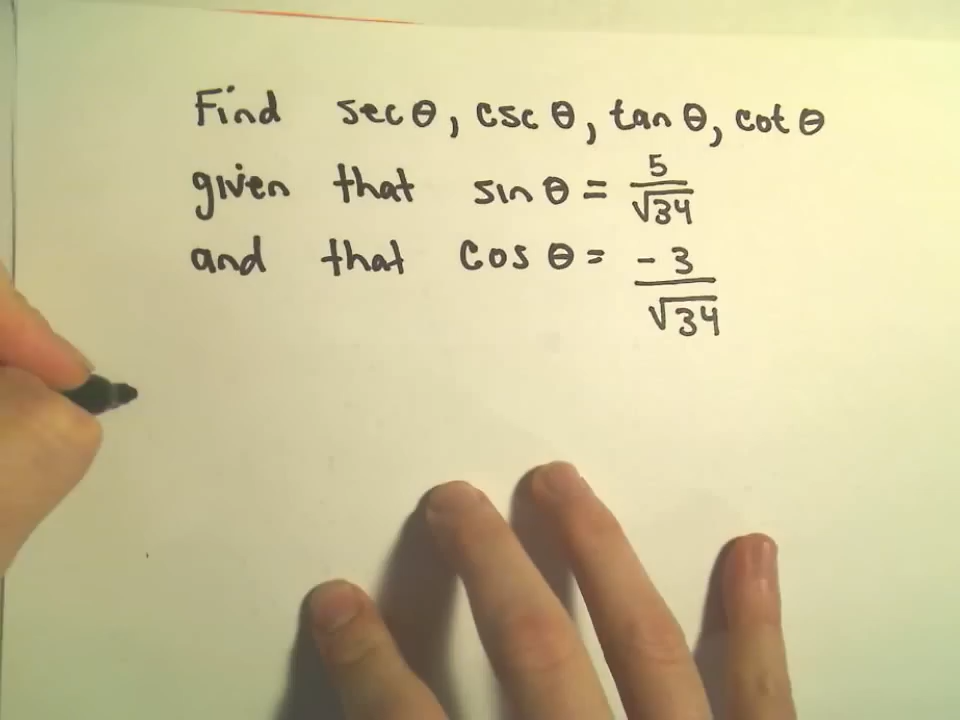 Find sec θ, csc θ, tan θ, cot θ
given that sin θ = 5/√34
and that cos θ = -3/√34